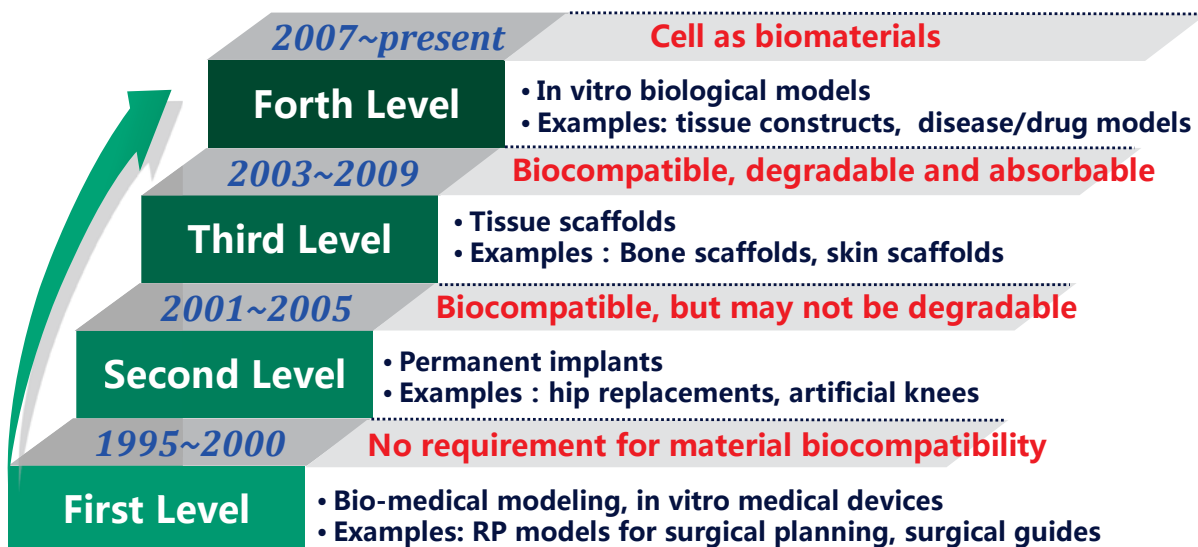 2007~present
Cell as biomaterials
Forth Level
• In vitro biological models
• Examples: tissue constructs, disease/drug models
2003~2009
Biocompatible, degradable and absorbable
Third Level
• Tissue scaffolds
• Examples：Bone scaffolds, skin scaffolds
2001~2005
Biocompatible, but may not be degradable
Second Level
• Permanent implants
• Examples：hip replacements, artificial knees
1995~2000
No requirement for material biocompatibility
First Level
• Bio-medical modeling, in vitro medical devices
• Examples: RP models for surgical planning, surgical guides